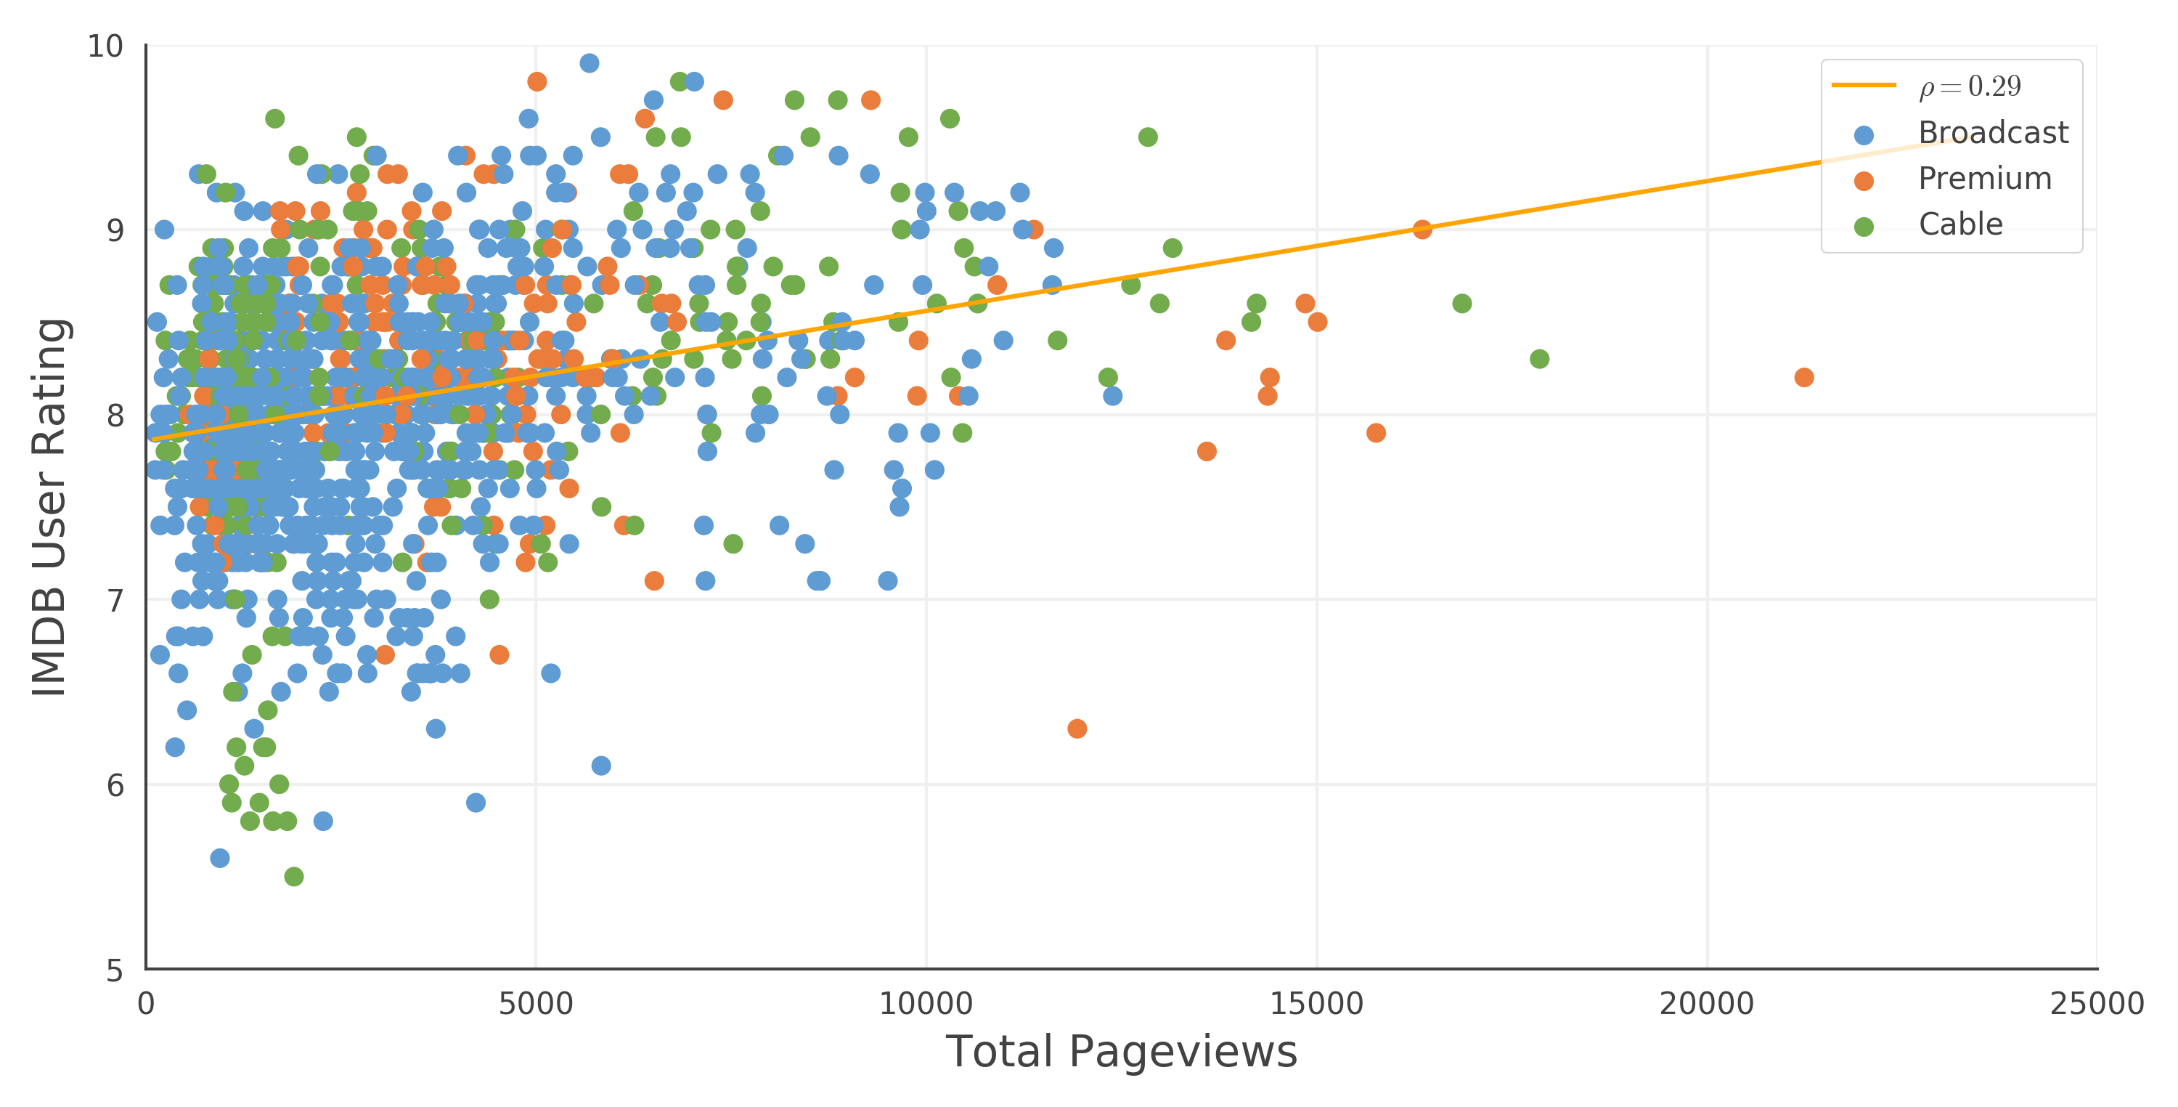 10
9
8
7
6
5
IMDB User Rating
ρ = 0.29
Broadcast
Premium
Cable
0 5000 10000 15000 20000 25000
Total Pageviews